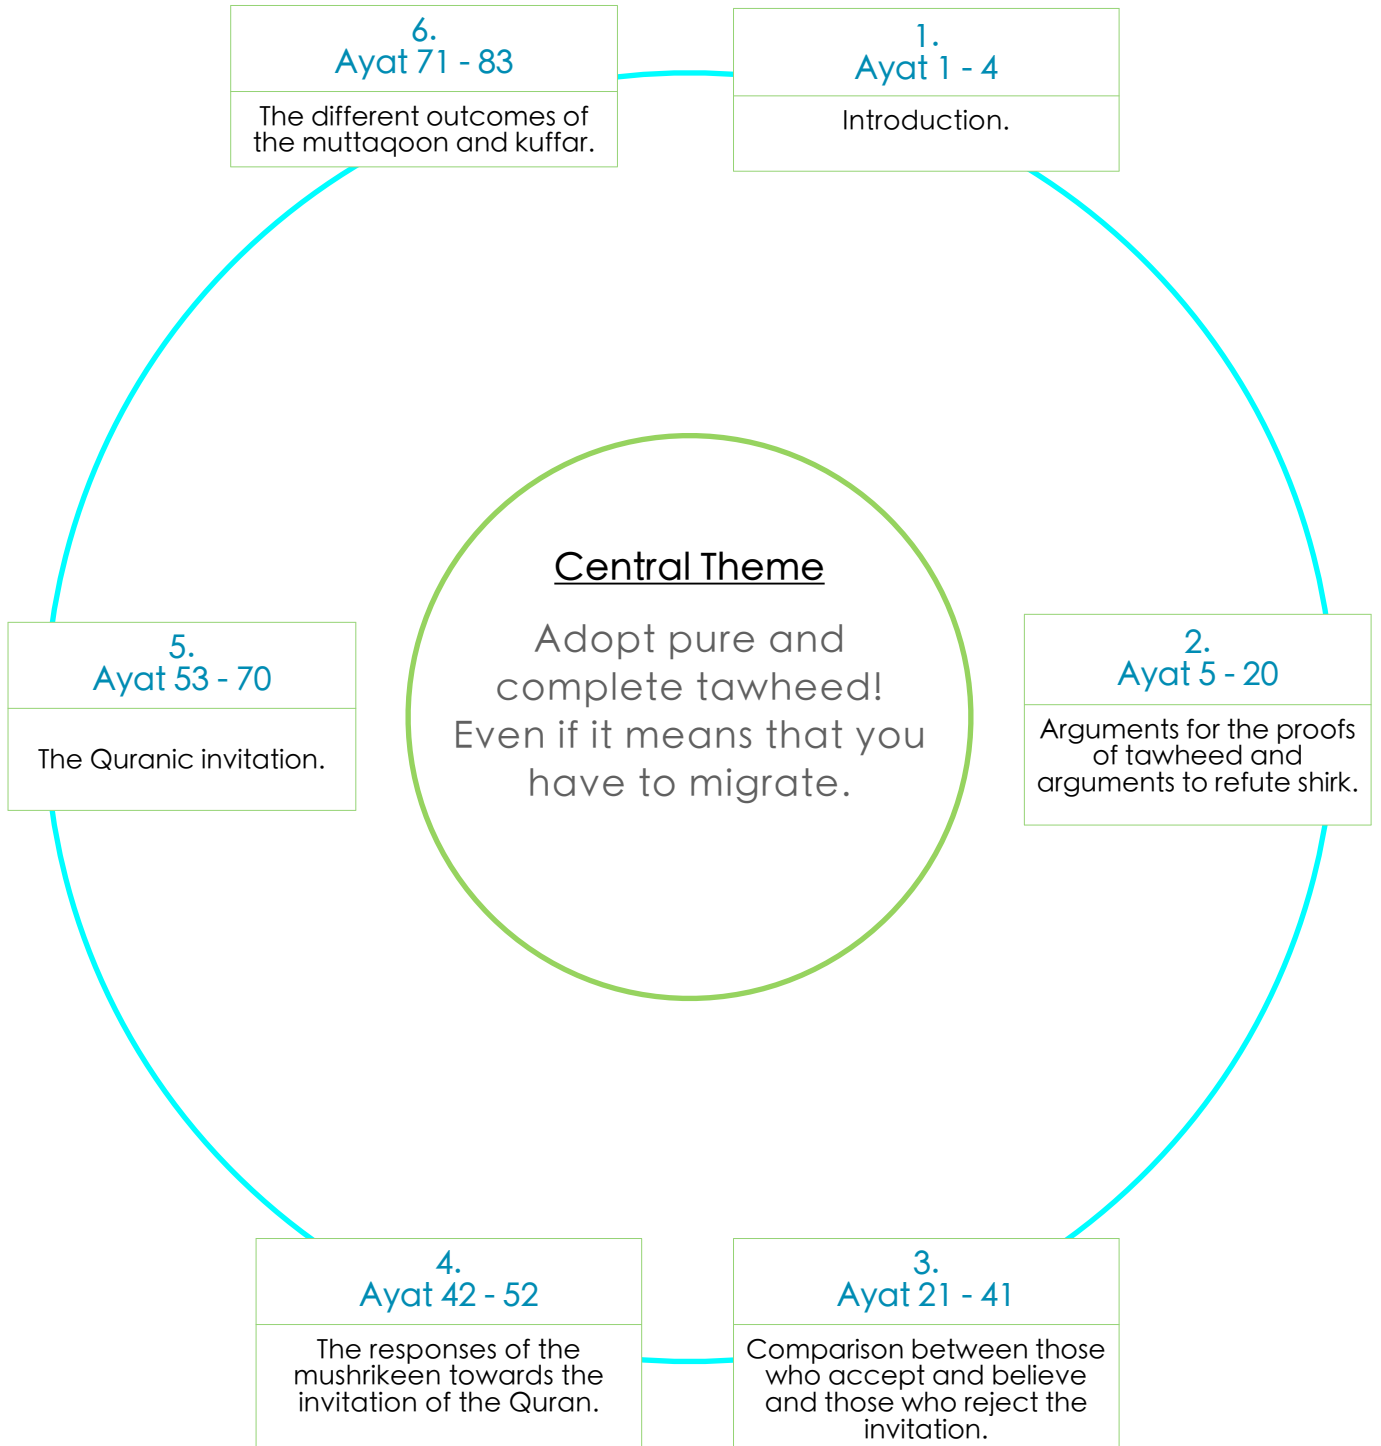 1.
Ayat 1 - 4
Introduction.
2.
Ayat 5 - 20
Arguments for the proofs
of tawheed and
arguments to refute shirk.
3.
Ayat 21 - 41
Comparison between those
who accept and believe
and those who reject the
invitation.
4.
Ayat 42 - 52
The responses of the
mushrikeen towards the
invitation of the Quran.
5.
Ayat 53 - 70
The Quranic invitation.
6.
Ayat 71 - 83
The different outcomes of
the muttaqoon and kuffar.
Central Theme
Adopt pure and
complete tawheed!
Even if it means that you
have to migrate.